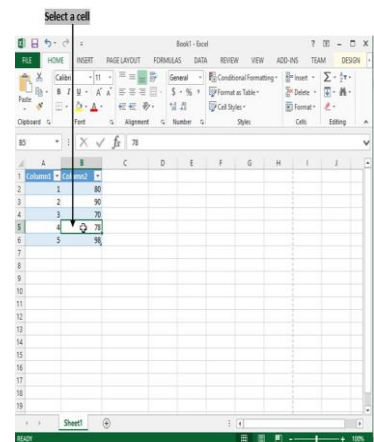 Select a cell
Book1 - Excel
FILE HOME INSERT PAGE LAYOUT FORMULAS DATA REVIEW VIEW ADD-INS TEAM DESIGN
Calibri 11 General Conditional Formatting Insert
Paste B I U A A $ % Format as Table Delete
Cell Styles Format
Clipboard Font Alignment Number Styles Cells Editing
B5 fx 78
A B C D E F G H I J
1 Column1 Column2
2 1 80
3 2 90
4 3 70
5 4 78
6 5 98
7
8
9
10
11
12
13
14
15
16
17
18
19
Sheet1
READY 100%